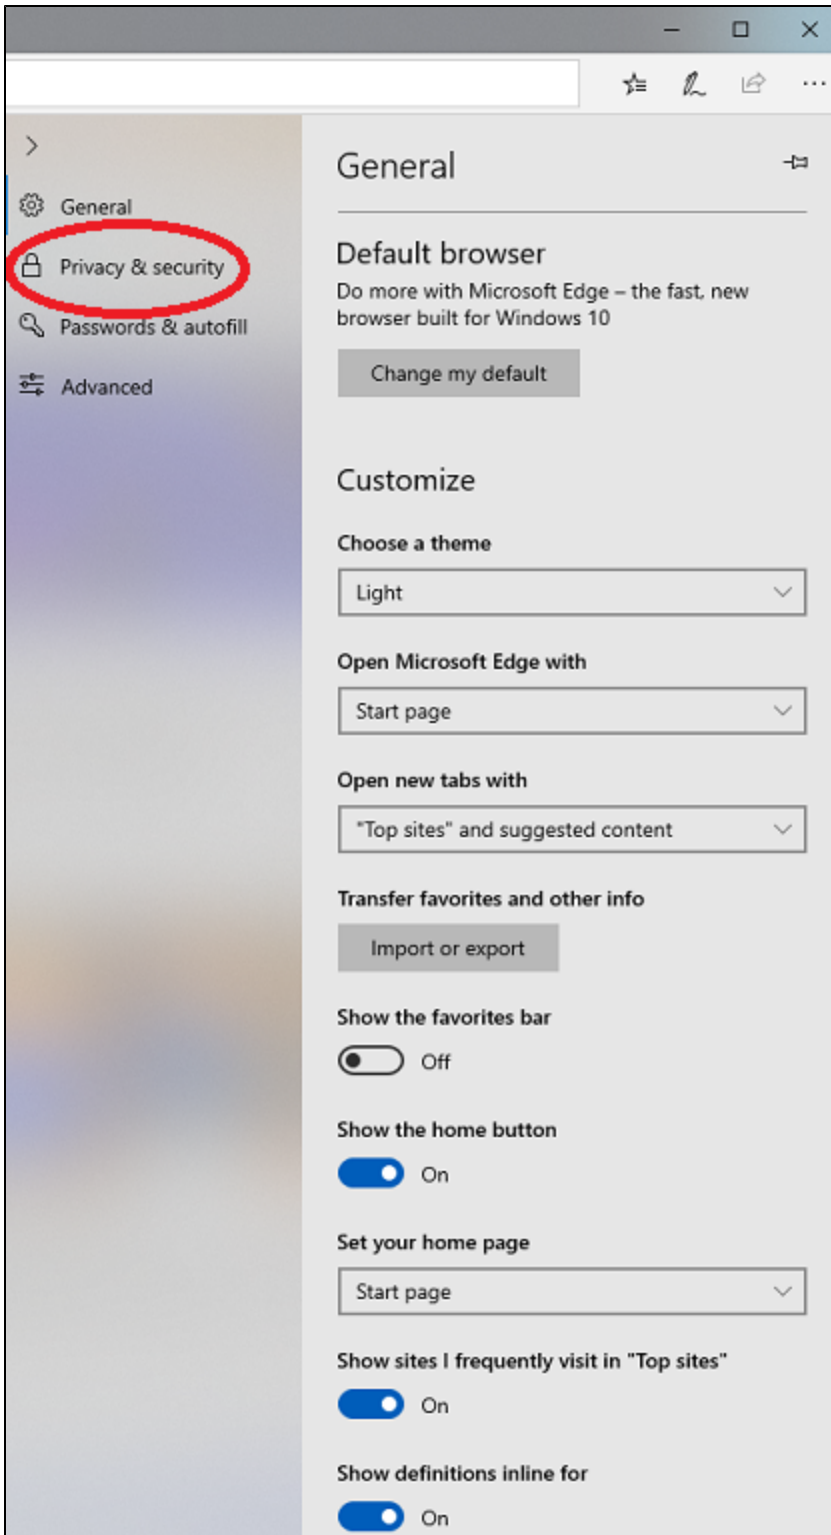 General
Privacy & security
Passwords & autofill
Advanced
General
Default browser
Do more with Microsoft Edge – the fast, new
browser built for Windows 10
Change my default
Customize
Choose a theme
Light
Open Microsoft Edge with
Start page
Open new tabs with
"Top sites" and suggested content
Transfer favorites and other info
Import or export
Show the favorites bar
Off
Show the home button
On
Set your home page
Start page
Show sites I frequently visit in "Top sites"
On
Show definitions inline for
On